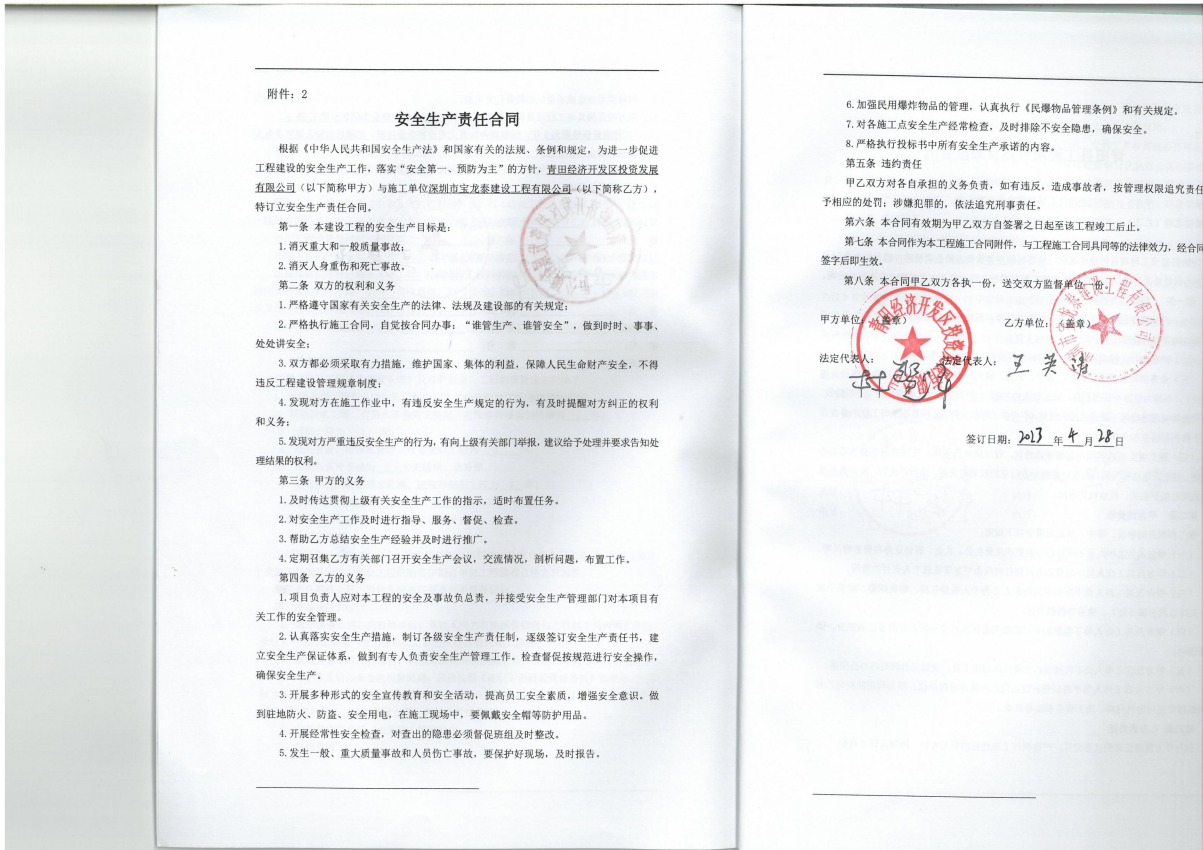 附件：2
安全生产责任合同
根据《中华人民共和国安全生产法》和国家有关的法规、条例和规定，为进一步促进
工程建设的安全生产工作，落实“安全第一、预防为主”的方针，青田经济开发区投资发展
有限公司（以下简称甲方）与施工单位深圳市宝龙泰建设工程有限公司（以下简称乙方），
特订立安全生产责任合同。
第一条 本建设工程的安全生产目标是：
1.消灭重大和一般质量事故；
2.消灭人身重伤和死亡事故。
第二条 双方的权利和义务
1.严格遵守国家有关安全生产的法律、法规及建设部的有关规定；
2.严格执行施工合同，自觉按合同办事；“谁管生产、谁管安全”，做到时时、事事、
处处讲安全；
3.双方都必须采取有力措施，维护国家、集体的利益，保障人民生命财产安全，不得
违反工程建设管理规章制度；
4.发现对方在施工作业中，有违反安全生产规定的行为，有及时提醒对方纠正的权利
和义务；
5.发现对方严重违反安全生产的行为，有向上级有关部门举报，建议给予处理并要求告知处
理结果的权利。
第三条 甲方的义务
1.及时传达贯彻上级有关安全生产工作的指示，适时布置任务。
2.对安全生产工作及时进行指导、服务、督促、检查。
3.帮助乙方总结安全生产经验并及时进行推广。
4.定期召集乙方有关部门召开安全生产会议，交流情况，剖析问题，布置工作。
第四条 乙方的义务
1.项目负责人应对本工程的安全及事故负总责，并接受安全生产管理部门对本项目有
关工作的安全管理。
2.认真落实安全生产措施，制订各级安全生产责任制，逐级签订安全生产责任书，建
立安全生产保证体系，做到有专人负责安全生产管理工作。检查督促按规范进行安全操作，
确保安全生产。
3.开展多种形式的安全宣传教育和安全活动，提高员工安全素质，增强安全意识，做
到驻地防火、防盗、安全用电，在施工现场中，要佩戴安全帽等防护用品。
4.开展经常性安全检查，对查出的隐患必须督促班组及时整改。
5.发生一般、重大质量事故和人员伤亡事故，要保护好现场，及时报告。
6.加强民用爆炸物品的管理，认真执行《民爆物品管理条例》和有关规定。
7.对各施工点安全生产经常检查，及时排除不安全隐患，确保安全。
8.严格执行投标书中所有安全生产承诺的内容。
第五条 违约责任
甲乙双方对各自承担的义务负责，如有违反，造成事故者，按管理权限追究责任
予相应的处罚；涉嫌犯罪的，依法追究刑事责任。
第六条 本合同有效期为甲乙双方自签署之日起至该工程竣工后止。
第七条 本合同作为本工程施工合同附件，与工程施工合同具同等的法律效力，经合同
签字后即生效。
第八条 本合同甲乙双方各执一份，送交双方监督单位一份。
甲方单位：（盖章） 乙方单位：（盖章）
青田经济开发区投资发展有限公司
深圳市宝龙泰建设工程有限公司
法定代表人： 法定代表人：王英涛
签订日期：2023 年 4 月 28 日